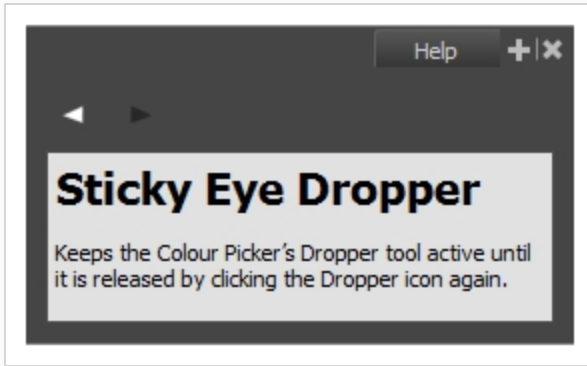 Help
Sticky Eye Dropper
Keeps the Colour Picker's Dropper tool active until
it is released by clicking the Dropper icon again.